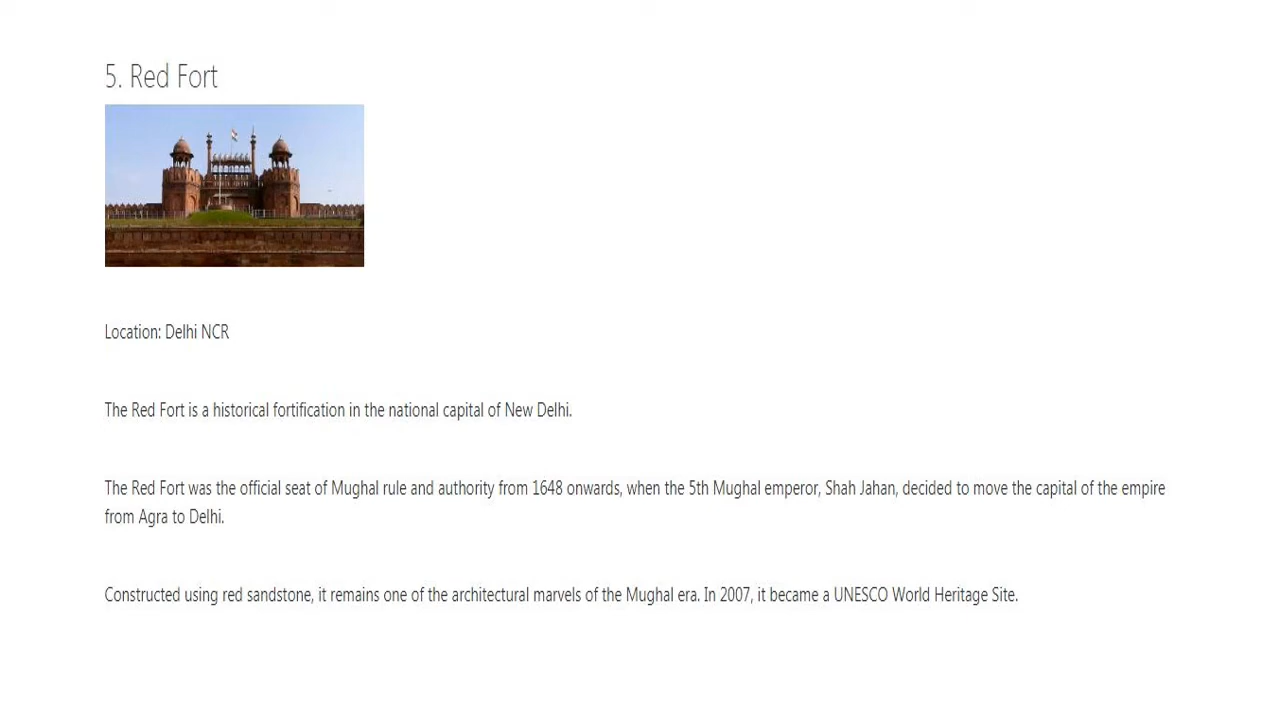 5. Red Fort
Location: Delhi NCR
The Red Fort is a historical fortification in the national capital of New Delhi.
The Red Fort was the official seat of Mughal rule and authority from 1648 onwards, when the 5th Mughal emperor, Shah Jahan, decided to move the capital of the empire
from Agra to Delhi.
Constructed using red sandstone, it remains one of the architectural marvels of the Mughal era. In 2007, it became a UNESCO World Heritage Site.